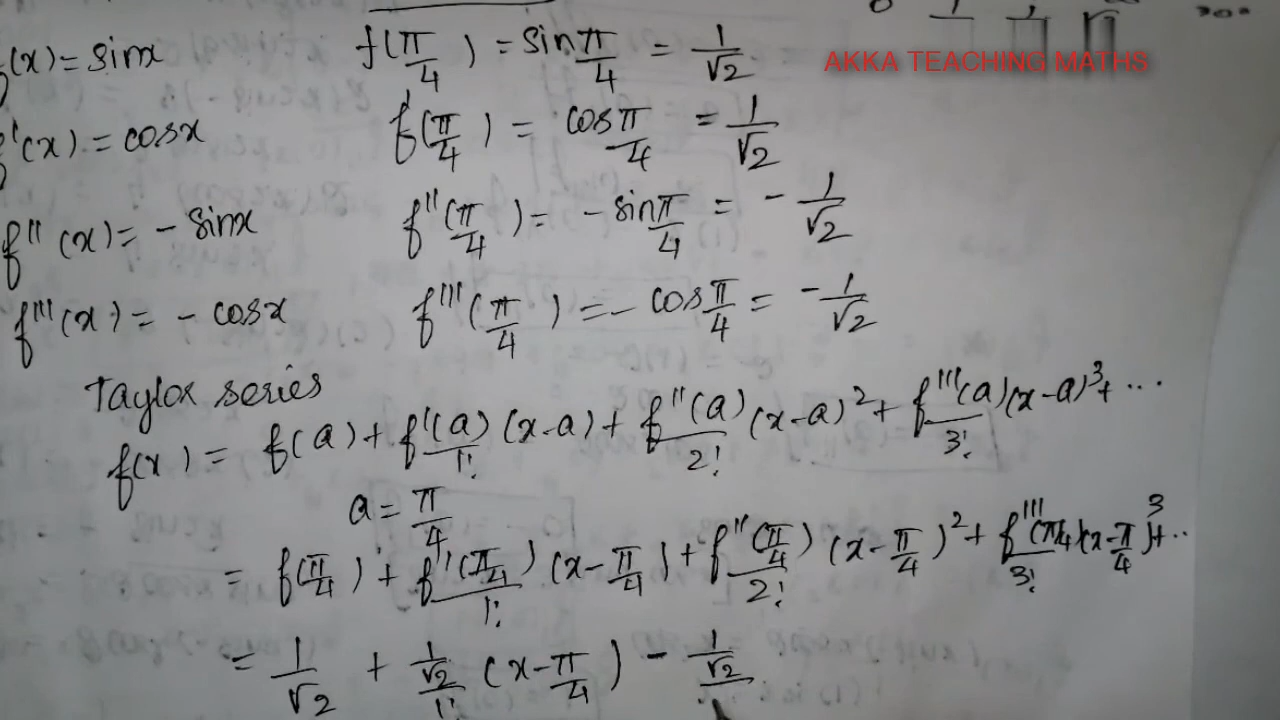 AKKA TEACHING MATHS
f(x) = sinx f(π/4) = sin π/4 = 1/√2
f'(x) = cosx f'(π/4) = cos π/4 = 1/√2
f''(x) = - sinx f''(π/4) = - sin π/4 = - 1/√2
f'''(x) = - cosx f'''(π/4) = - cos π/4 = - 1/√2
Taylor series
f(x) = f(a) + f'(a)/1! (x-a) + f''(a)/2! (x-a)² + f'''(a)/3! (x-a)³ + ...
a = π/4
= f(π/4) + f'(π/4)/1! (x - π/4) + f''(π/4)/2! (x - π/4)² + f'''(π/4)/3! (x - π/4)³ + ..
= 1/√2 + 1/√2/1! (x - π/4) - 1/√2